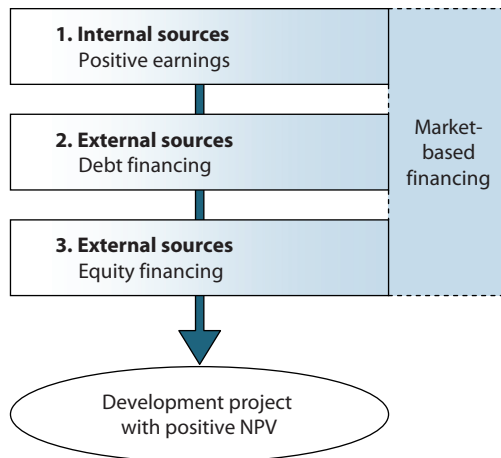 1. Internal sources
Positive earnings
2. External sources
Debt financing
Market-
based
financing
3. External sources
Equity financing
Development project
with positive NPV